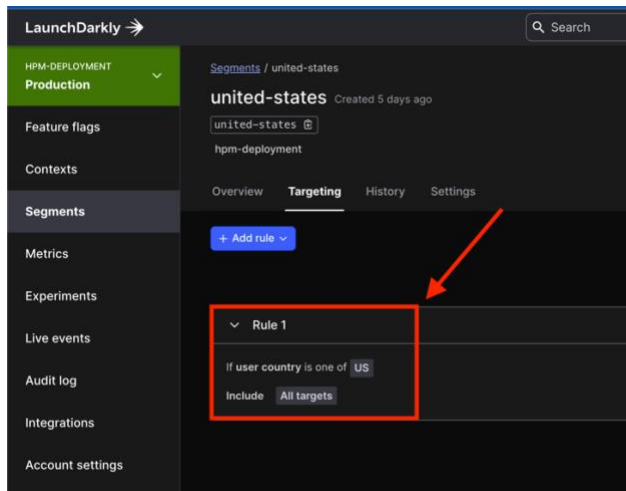 LaunchDarkly
Search
HPM-DEPLOYMENT
Production
Feature flags
Contexts
Segments
Metrics
Experiments
Live events
Audit log
Integrations
Account settings
Segments / united-states
united-states Created 5 days ago
united-states
hpm-deployment
Overview Targeting History Settings
+ Add rule
Rule 1
If user country is one of US
Include All targets